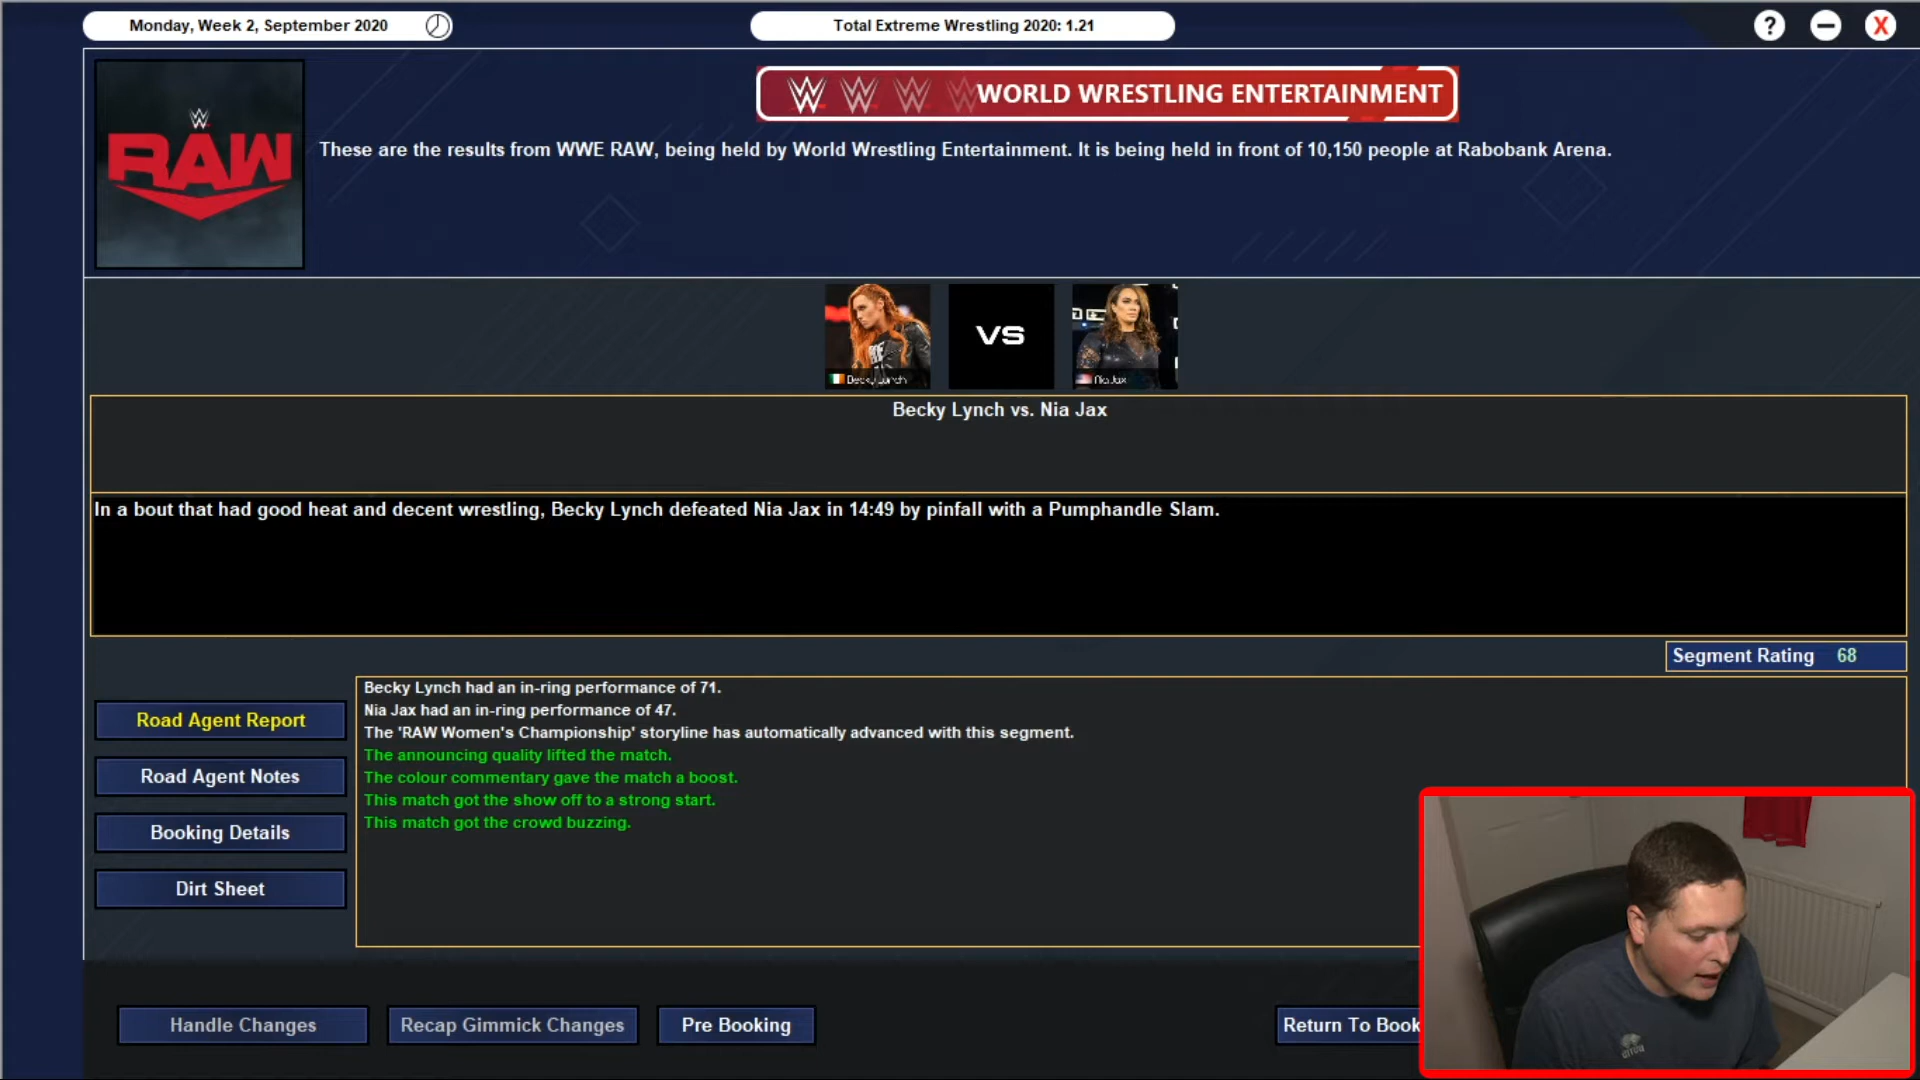 Monday, Week 2, September 2020
Total Extreme Wrestling 2020: 1.21
?
X
W
RAW
WORLD WRESTLING ENTERTAINMENT
These are the results from WWE RAW, being held by World Wrestling Entertainment. It is being held in front of 10,150 people at Rabobank Arena.
Becky Lynch
VS
Nia Jax
Becky Lynch vs. Nia Jax
In a bout that had good heat and decent wrestling, Becky Lynch defeated Nia Jax in 14:49 by pinfall with a Pumphandle Slam.
Segment Rating 68
Road Agent Report
Road Agent Notes
Booking Details
Dirt Sheet
Becky Lynch had an in-ring performance of 71.
Nia Jax had an in-ring performance of 47.
The 'RAW Women's Championship' storyline has automatically advanced with this segment.
The announcing quality lifted the match.
The colour commentary gave the match a boost.
This match got the show off to a strong start.
This match got the crowd buzzing.
Handle Changes
Recap Gimmick Changes
Pre Booking
Return To Book